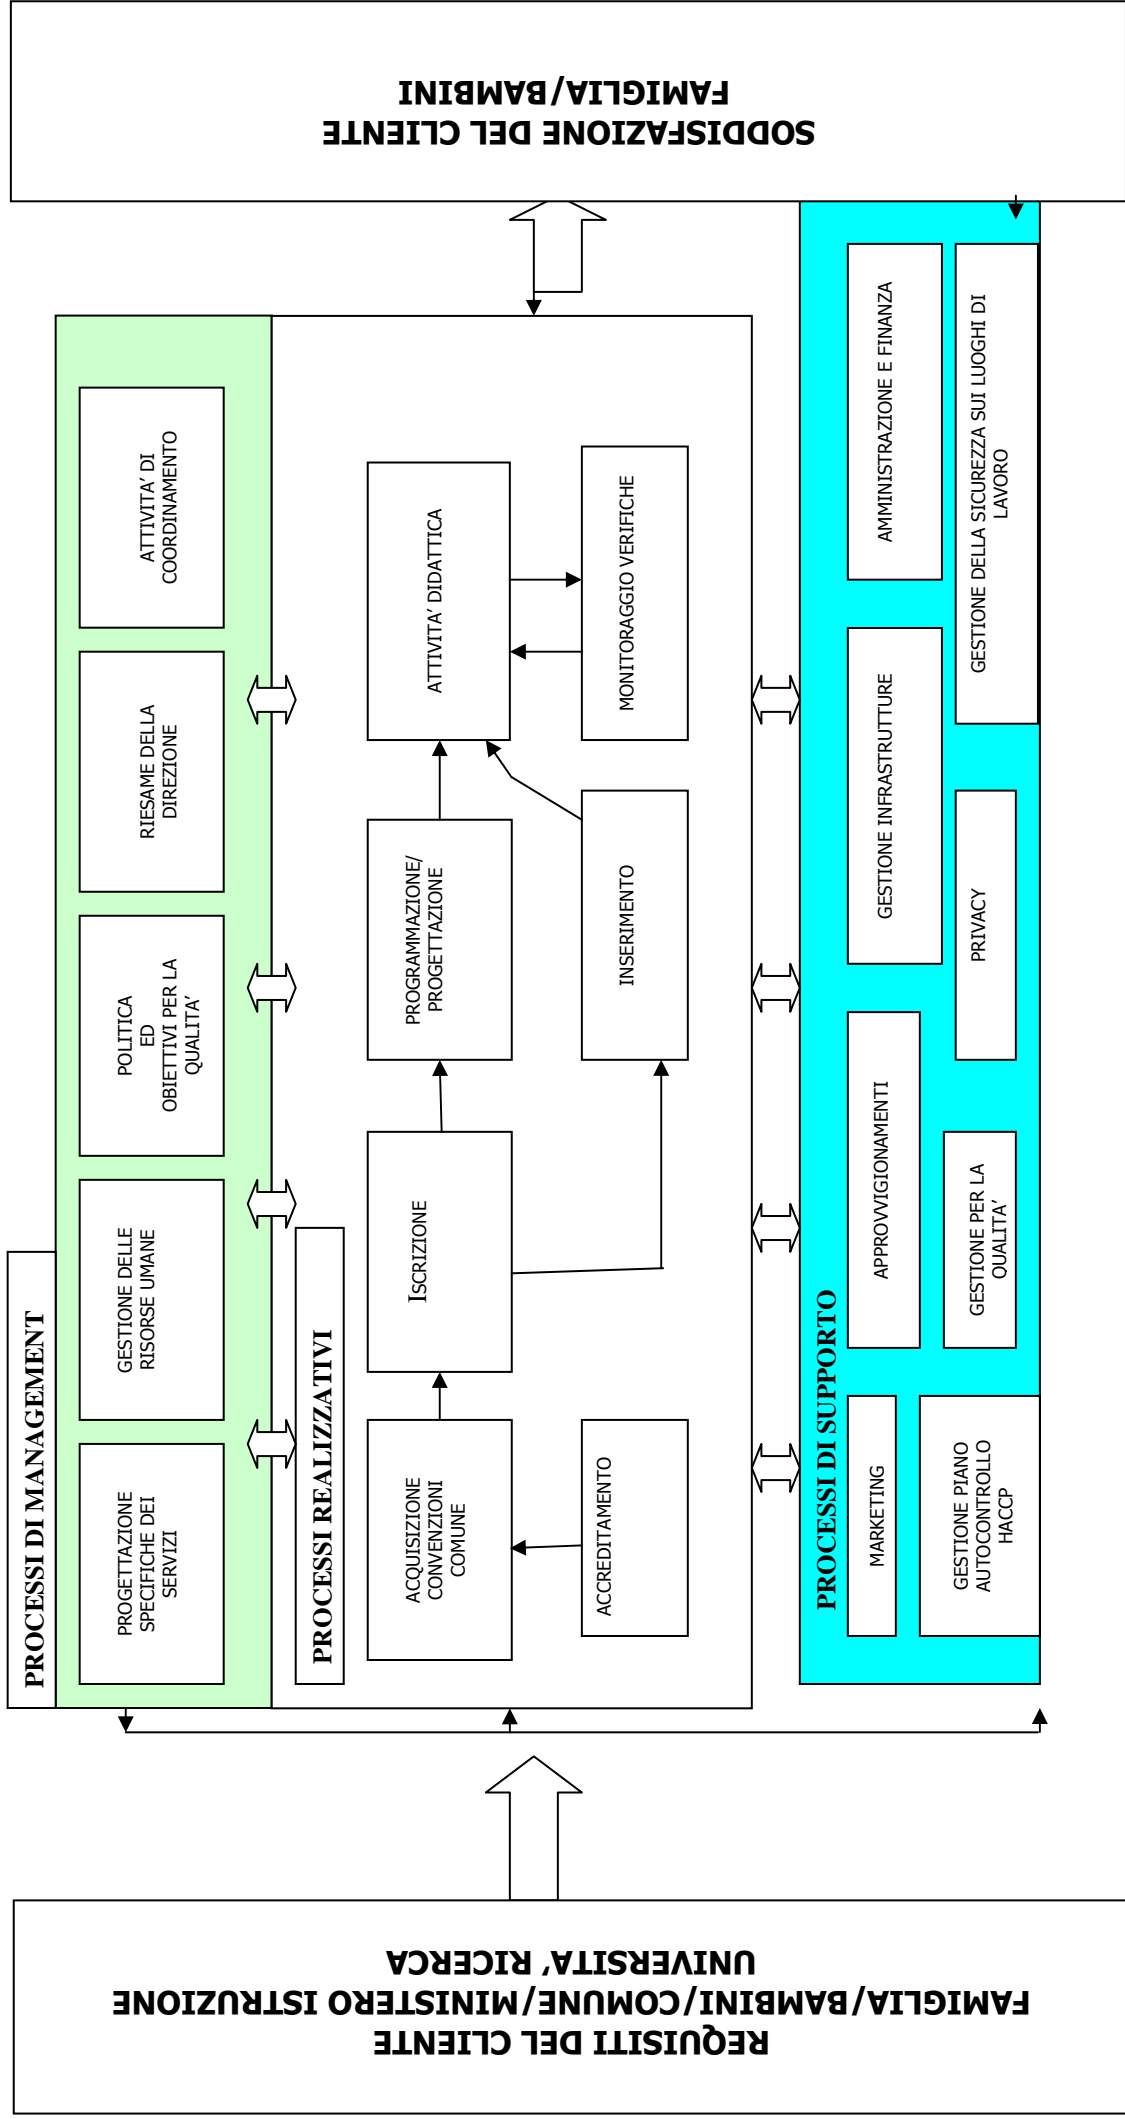 REQUISITI DEL CLIENTE
FAMIGLIA/BAMBINI/COMUNE/MINISTERO ISTRUZIONE
UNIVERSITA’ RICERCA
PROCESSI DI MANAGEMENT
PROGETTAZIONE
SPECIFICHE DEI
SERVIZI
GESTIONE DELLE
RISORSE UMANE
POLITICA
ED
OBIETTIVI PER LA
QUALITA’
RIESAME DELLA
DIREZIONE
ATTIVITA’ DI
COORDINAMENTO
PROCESSI REALIZZATIVI
ACQUISIZIONE
CONVENZIONI
COMUNE
ISCRIZIONE
PROGRAMMAZIONE/
PROGETTAZIONE
ATTIVITA’ DIDATTICA
ACCREDITAMENTO
INSERIMENTO
MONITORAGGIO VERIFICHE
PROCESSI DI SUPPORTO
MARKETING
APPROVVIGIONAMENTI
GESTIONE INFRASTRUTTURE
AMMINISTRAZIONE E FINANZA
GESTIONE PIANO
AUTOCONTROLLO
HACCP
GESTIONE PER LA
QUALITA’
PRIVACY
GESTIONE DELLA SICUREZZA SUI LUOGHI DI
LAVORO
SODDISFAZIONE DEL CLIENTE
FAMIGLIA/BAMBINI